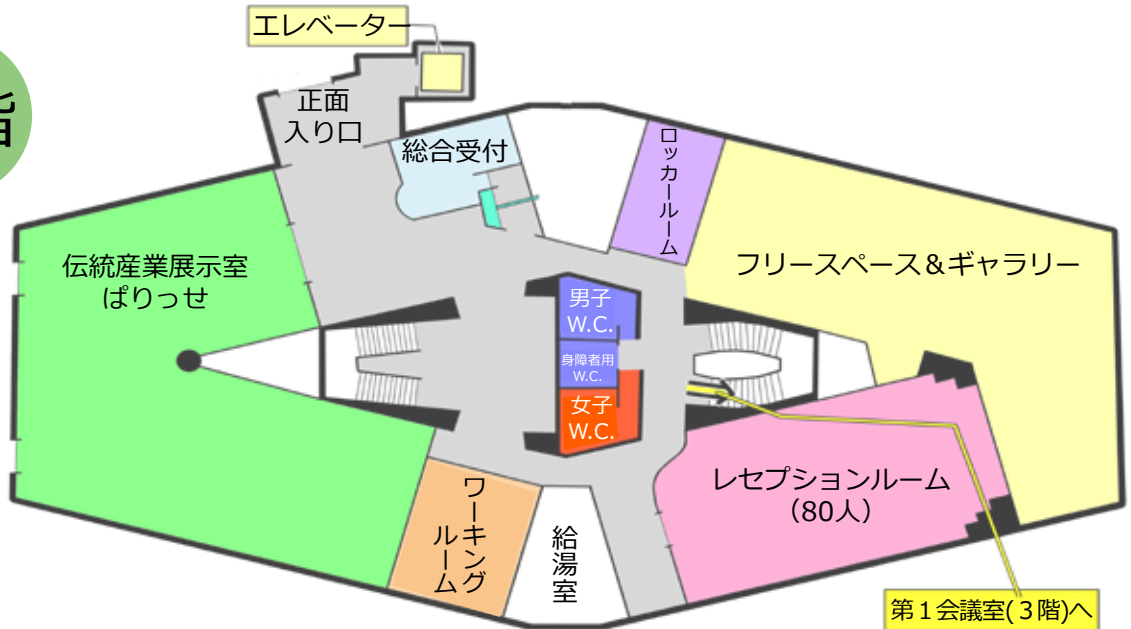 階
エレベーター
正面
入り口
総合受付
ロッカールーム
伝統産業展示室
ぱりっせ
フリースペース＆ギャラリー
男子
W.C.
身障者用
W.C.
女子
W.C.
レセプションルーム
（80人）
ワーキング
ルーム
給湯室
第１会議室(３階)へ